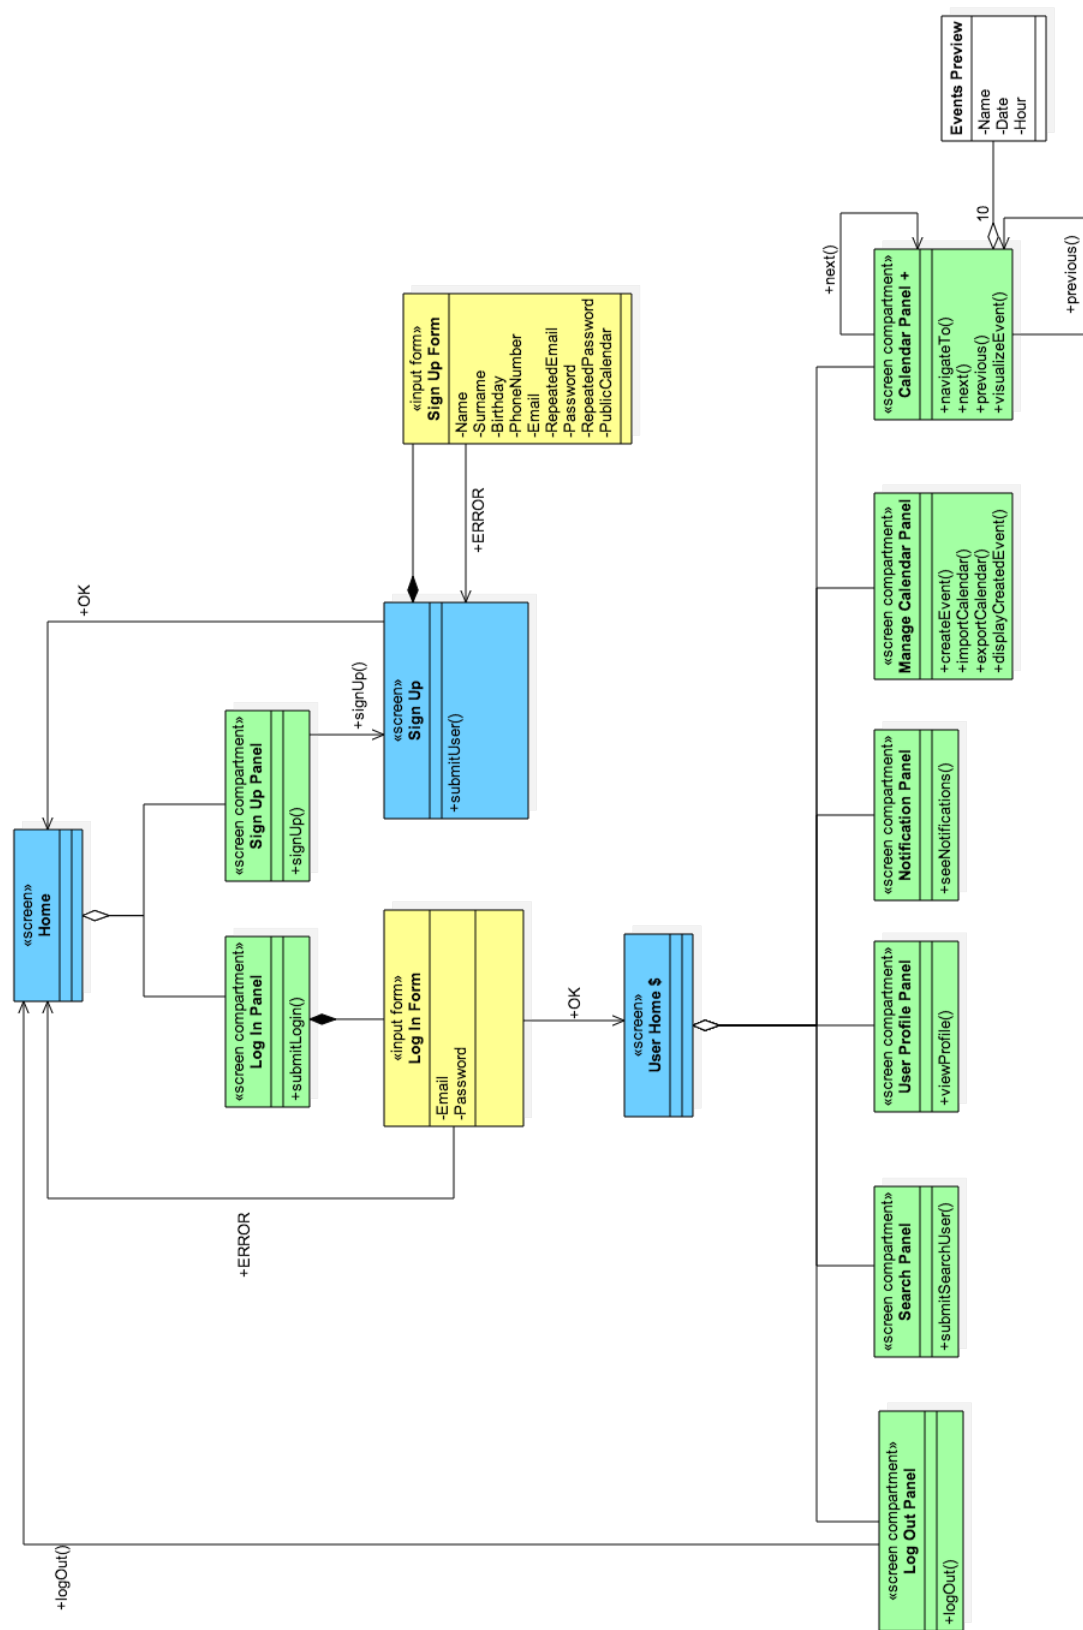 +logOut()
+ERROR
«screen»
Home
+OK
«screen compartment»
Log In Panel
+submitLogin()
«screen compartment»
Sign Up Panel
+signUp()
+signUp()
«input form»
Log In Form
-Email
-Password
«screen»
Sign Up
+submitUser()
+ERROR
«input form»
Sign Up Form
-Name
-Surname
-Birthday
-PhoneNumber
-Email
-RepeatedEmail
-Password
-RepeatedPassword
-PublicCalendar
+OK
«screen»
User Home $
«screen compartment»
Log Out Panel
+logOut()
«screen compartment»
Search Panel
+submitSearchUser()
«screen compartment»
User Profile Panel
+viewProfile()
«screen compartment»
Notification Panel
+seeNotifications()
«screen compartment»
Manage Calendar Panel
+createEvent()
+importCalendar()
+exportCalendar()
+displayCreatedEvent()
+next()
«screen compartment»
Calendar Panel +
+navigateTo()
+next()
+previous()
+visualizeEvent()
+previous()
10
Events Preview
-Name
-Date
-Hour